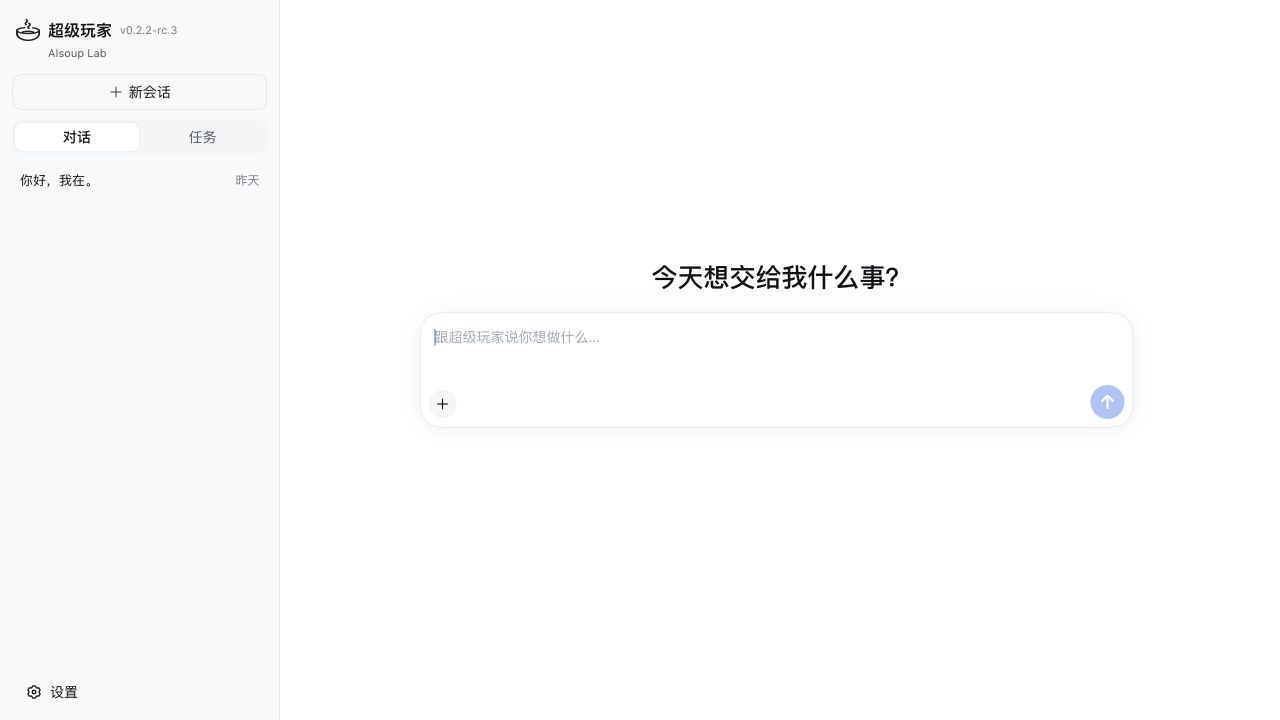 超级玩家 v0.2.2-rc.3
AIsoup Lab
新会话
对话 任务
你好，我在。 昨天
今天想交给我什么事?
跟超级玩家说你想做什么...
设置